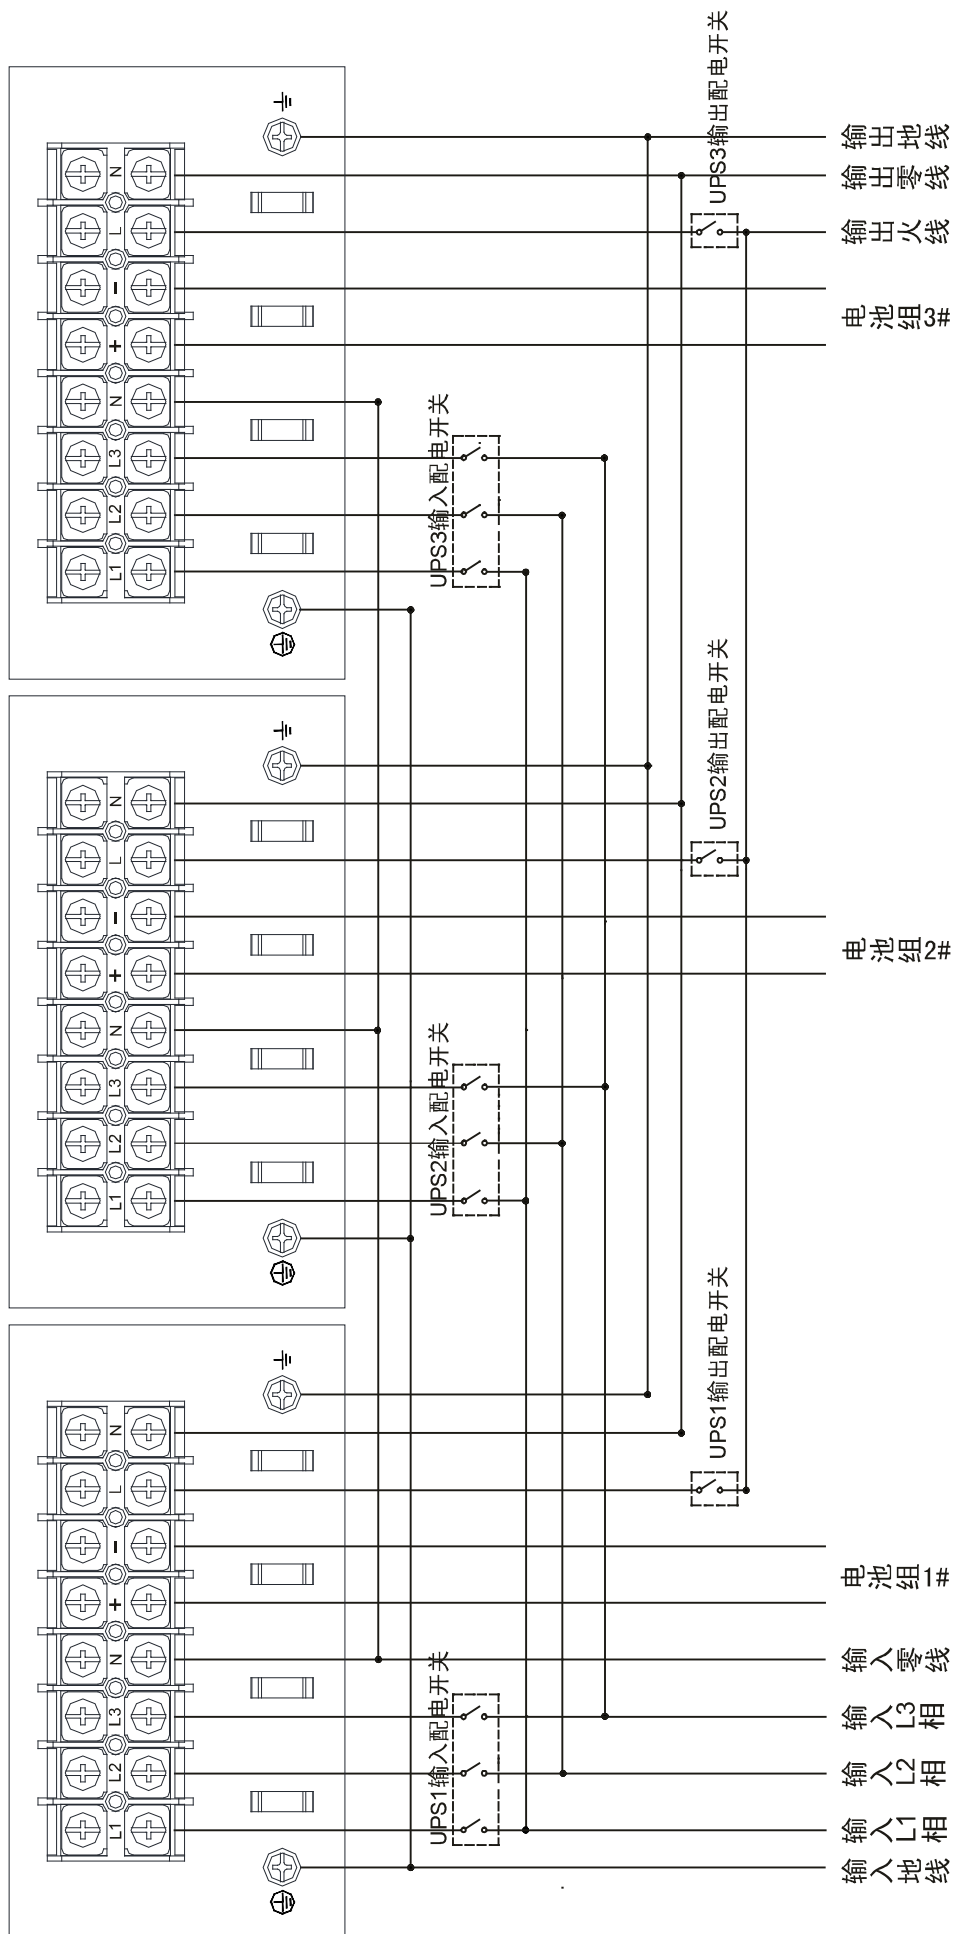 UPS3输出配电开关
输出地线
输出零线
输出火线
电池组3#
N
L
-
+
N
L3
L2
L1
UPS3输入配电开关
UPS2输出配电开关
电池组2#
N
L
-
+
N
L3
L2
L1
UPS2输入配电开关
UPS1输出配电开关
电池组1#
N
L
-
+
N
L3
L2
L1
UPS1输入配电开关
输入零线
输入L3相
输入L2相
输入L1相
输入地线